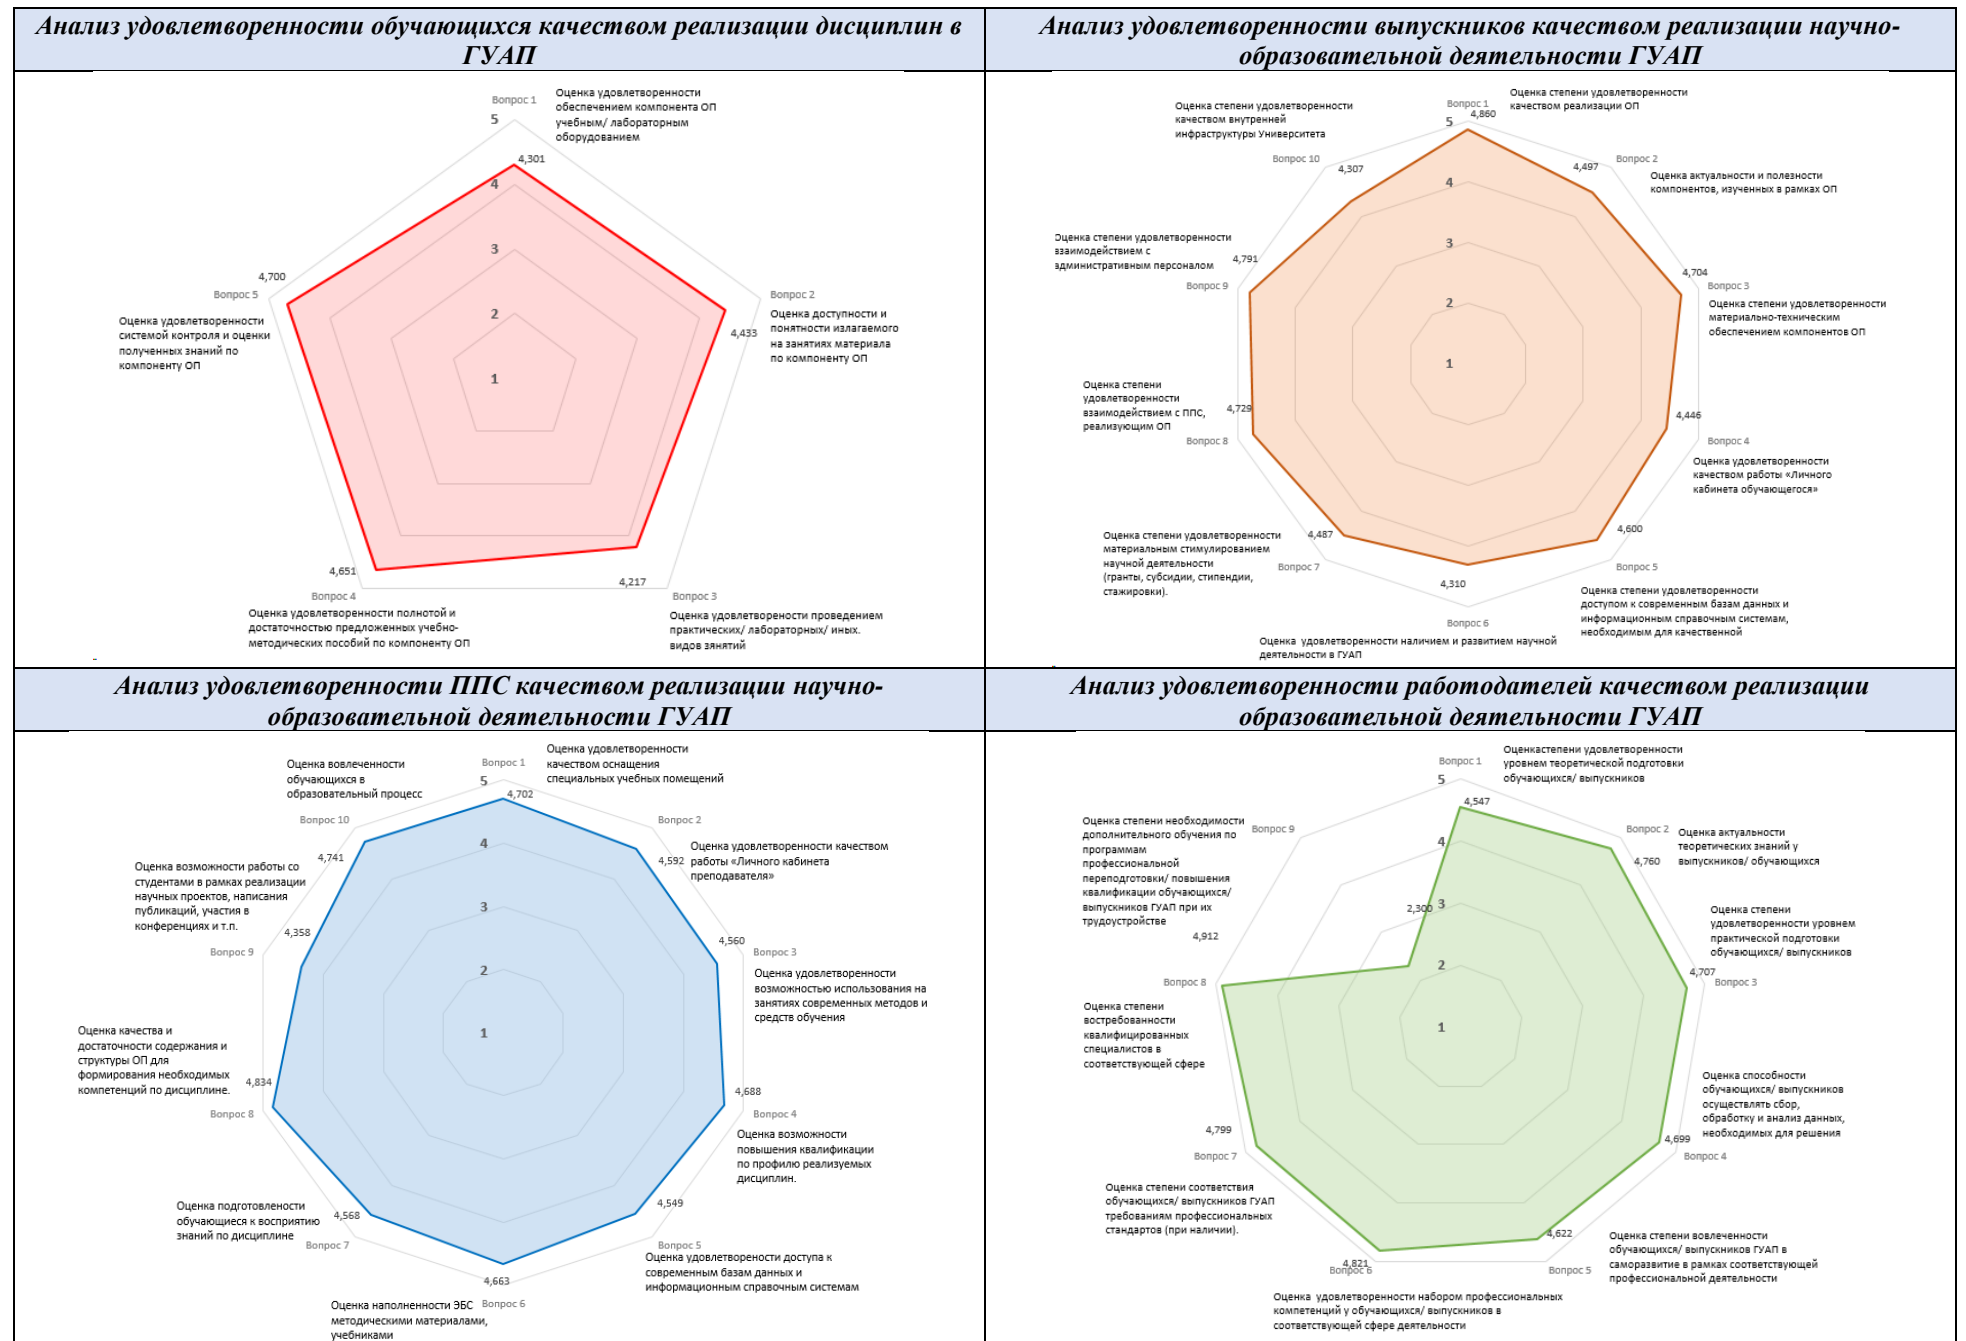 Анализ удовлетворенности обучающихся качеством реализации дисциплин в
ГУАП
Вопрос 1
Оценка удовлетворенности
обеспечением компонента ОП
учебным/ лабораторным
оборудованием
5
4,301
4
3
2
1
4,700
Вопрос 5
Оценка удовлетворенности
системой контроля и оценки
полученных знаний по
компоненту ОП
Вопрос 2
Оценка доступности и
понятности излагаемого
на занятиях материала
по компоненту ОП
4,433
4,651
Вопрос 4
Оценка удовлетворенности полнотой и
достаточностью предложенных учебно-
методических пособий по компоненту ОП
4,217
Вопрос 3
Оценка удовлетворености проведением
практических/ лабораторных/ иных.
видов зянятий
Анализ удовлетворенности выпускников качеством реализации научно-
образовательной деятельности ГУАП
Вопрос 1
4,860
Оценка степени удовлетворенности
качеством реализации ОП
5
4
3
2
1
Оценка степени удовлетворенности
качеством внутренней
инфраструктуры Университета
Вопрос 10
4,307
4,497
Вопрос 2
Оценка актуальности и полезности
компонентов, изученных в рамках ОП
Оценка степени удовлетворенности
взаимодействием с
административным персоналом
4,791
Вопрос 9
4,704
Вопрос 3
Оценка степени удовлетворенности
материально-техническим
обеспечением компонентов ОП
Оценка степени
удовлетворенности
взаимодействием с ППС,
реализующим ОП
4,729
Вопрос 8
4,446
Вопрос 4
Оценка удовлетворенности
качеством работы «Личного
кабинета обучающегося»
Оценка степени удовлетворенности
материальным стимулированием
научной деятельности
(гранты, субсидии, стипендии,
стажировки).
4,487
Вопрос 7
4,600
Вопрос 5
Оценка степени удовлетворенности
доступом к современным базам данных и
информационным справочным системам,
необходимым для качественной
4,310
Вопрос 6
Оценка удовлетворенности наличием и развитием научной
деятельности в ГУАП
Анализ удовлетворенности ППС качеством реализации научно-
образовательной деятельности ГУАП
Вопрос 1
Оценка удовлетворенности
качеством оснащения
специальных учебных помещений
5
4,702
4
3
2
1
Оценка вовлеченности
обучающихся в
образовательный процесс
Вопрос 10
4,741
Вопрос 2
4,592
Оценка удовлетворенности качеством
работы «Личного кабинета
преподавателя»
Оценка возможности работы со
студентами в рамках реализации
научных проектов, написания
публикаций, участия в
конференциях и т.п.
4,358
Вопрос 9
4,560
Вопрос 3
Оценка удовлетворенности
возможностью использования на
занятиях современных методов и
средств обучения
Оценка качества и
достаточности содержания и
структуры ОП для
формирования необходимых
компетенций по дисциплине.
4,834
Вопрос 8
4,688
Вопрос 4
Оценка возможности
повышения квалификации
по профилю реализуемых
дисциплин.
Оценка подготовлености
обучающиеся к восприятию
знаний по дисциплине
4,568
Вопрос 7
4,549
Вопрос 5
Оценка удовлетворености доступа к
современным базам данных и
информационным справочным системам
4,663
Вопрос 6
Оценка наполненности ЭБС
методическими материалами,
учебниками
Анализ удовлетворенности работодателей качеством реализации
образовательной деятельности ГУАП
Вопрос 1
Оценкастепени удовлетворенности
уровнем теоретической подготовки
обучающихся/ выпускников
5
4,547
4
3
2
1
Оценка степени необходимости
дополнительного обучения по
программам
профессиональной
переподготовки/ повышения
квалификации обучающихся/
выпускников ГУАП при их
трудоустройстве
Вопрос 9
2,300
Вопрос 2
4,760
Оценка актуальности
теоретических знаний у
выпускников/ обучающихся
4,912
Вопрос 8
Оценка степени
востребованности
квалифицированных
специалистов в
соответствующей сфере
Оценка степени
удовлетворенности уровнем
практической подготовки
обучающихся/ выпускников
4,707
Вопрос 3
Оценка способности
обучающихся/ выпускников
осуществлять сбор,
обработку и анализ данных,
необходимых для решения
4,699
Вопрос 4
4,799
Вопрос 7
Оценка степени соответствия
обучающихся/ выпускников ГУАП
требованиям профессиональных
стандартов (при наличии).
4,622
Вопрос 5
Оценка степени вовлеченности
обучающихся/ выпускников ГУАП в
саморазвитие в рамках соответствующей
профессиональной деятельности
4,821
Вопрос 6
Оценка удовлетворенности набором профессиональных
компетенций у обучающихся/ выпускников в
соответствующей сфере деятельности